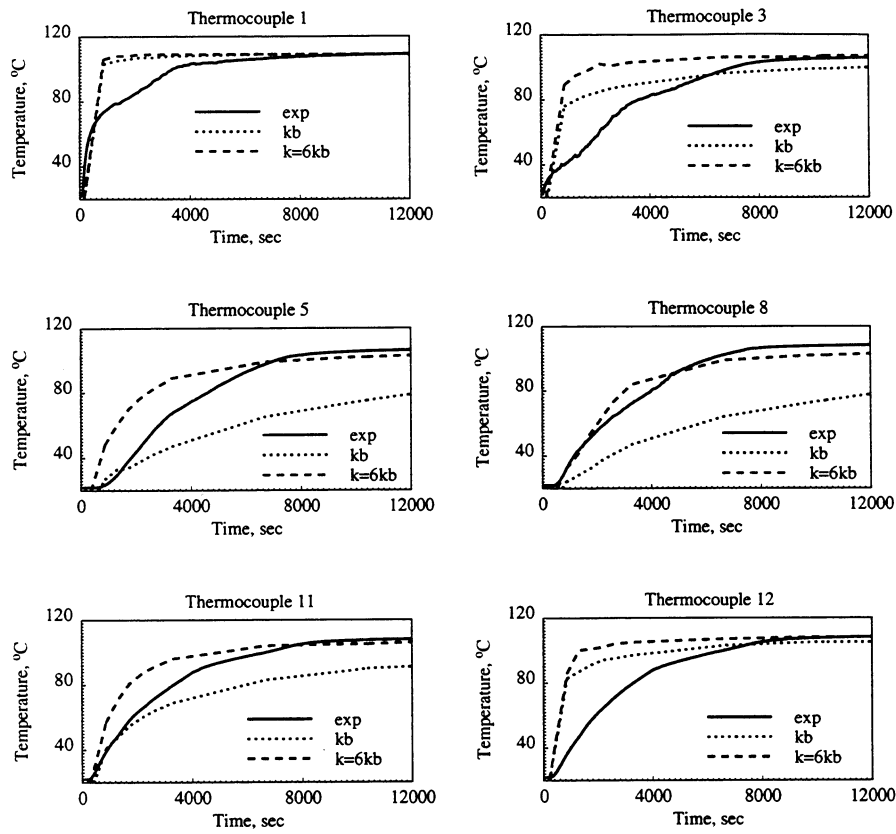 Thermocouple 1
120
80
40
Temperature, °C
exp
kb
k=6kb
0 4000 8000 12000
Time, sec
Thermocouple 3
120
80
40
Temperature, °C
exp
kb
k=6kb
0 4000 8000 12000
Time, sec
Thermocouple 5
120
80
40
Temperature, °C
exp
kb
k=6kb
0 4000 8000 12000
Time, sec
Thermocouple 8
120
80
40
Temperature, °C
exp
kb
k=6kb
0 4000 8000 12000
Time, sec
Thermocouple 11
120
80
40
Temperature, °C
exp
kb
k=6kb
0 4000 8000 12000
Time, sec
Thermocouple 12
120
80
40
Temperature, °C
exp
kb
k=6kb
0 4000 8000 12000
Time, sec